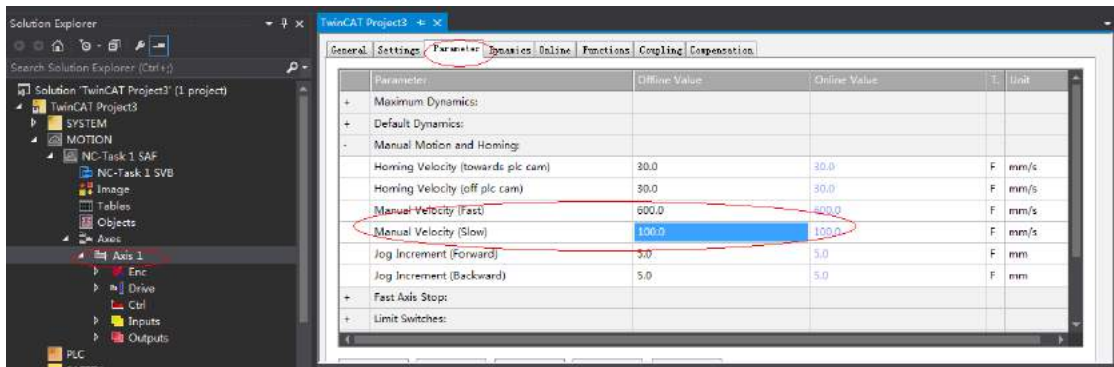 Solution Explorer
Search Solution Explorer (Ctrl+;)
Solution 'TwinCAT Project3' (1 project)
TwinCAT Project3
SYSTEM
MOTION
NC-Task 1 SAF
NC-Task 1 SVB
Image
Tables
Objects
Axes
Axis 1
Enc
Drive
Ctrl
Inputs
Outputs
PLC
TwinCAT Project3
General Settings Parameter Dynamics Online Functions Coupling Compensation
Parameter Offline Value Online Value T. Unit
+ Maximum Dynamics:
+ Default Dynamics:
- Manual Motion and Homing:
Homing Velocity (towards plc cam) 30.0 30.0 F mm/s
Homing Velocity (off plc cam) 30.0 30.0 F mm/s
Manual Velocity (Fast) 600.0 600.0 F mm/s
Manual Velocity (Slow) 100.0 100.0 F mm/s
Jog Increment (Forward) 5.0 5.0 F mm
Jog Increment (Backward) 5.0 5.0 F mm
+ Fast Axis Stop:
+ Limit Switches: